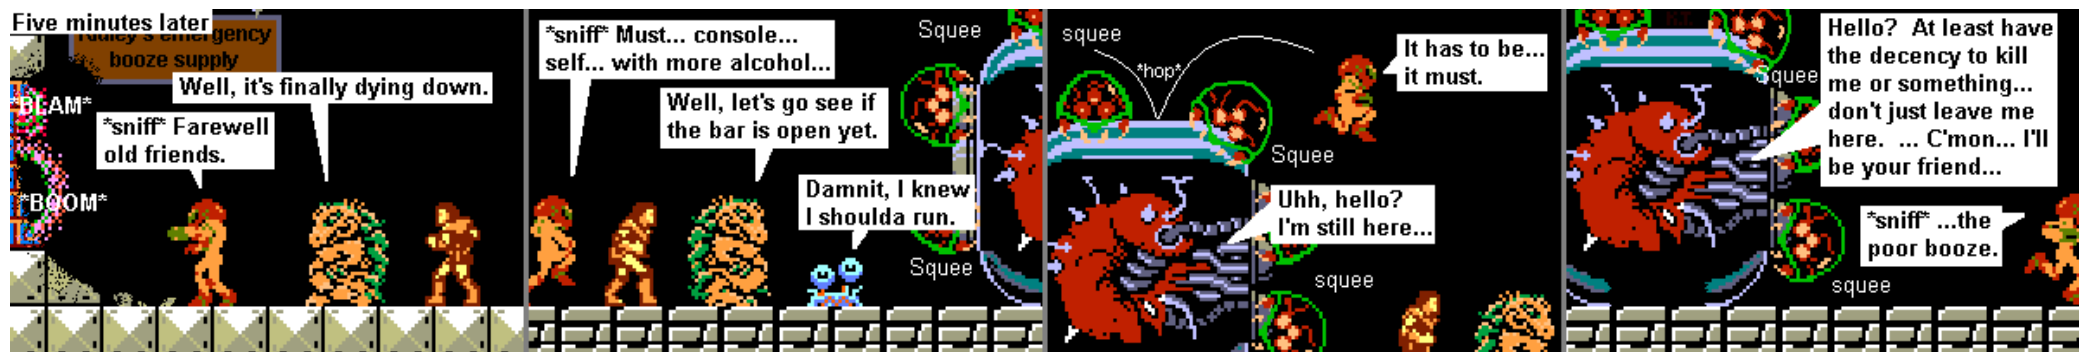 Five minutes later
Ridley's emergency
booze supply
Well, it's finally dying down.
*BLAM*
*sniff* Farewell
old friends.
*BOOM*
*sniff* Must... console...
self... with more alcohol...
Squee
Well, let's go see if
the bar is open yet.
Damnit, I knew
I shoulda run.
Squee
squee
*hop*
It has to be...
it must.
Squee
Uhh, hello?
I'm still here...
squee
Hello?  At least have
the decency to kill
me or something...
don't just leave me
here.  ... C'mon... I'll
be your friend...
Squee
*sniff* ...the
poor booze.
squee